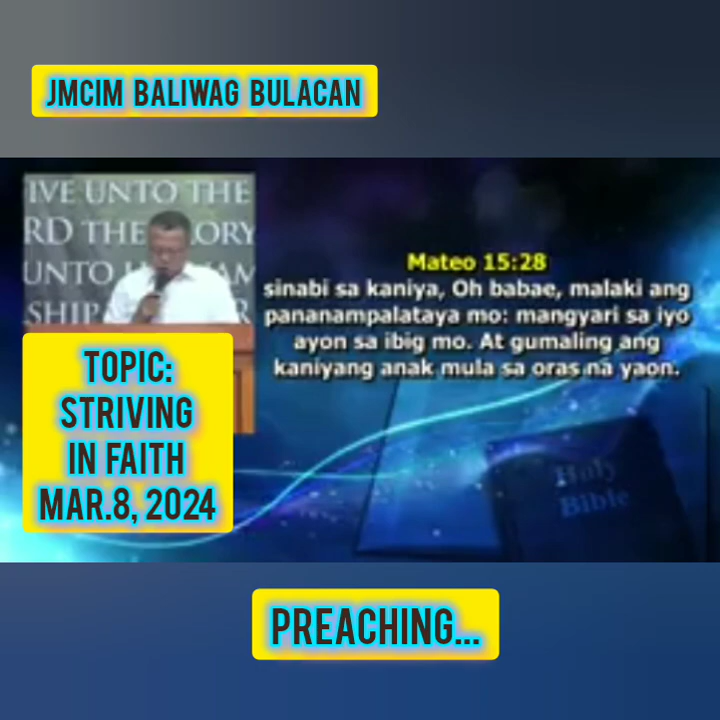 JMCIM BALIWAG BULACAN
IVE UNTO THE
RD THE
ORY
UNTO
SHIP
Mateo 15:28
sinabi sa kaniya, Oh babae, malaki ang
pananampalataya mo: mangyari sa iyo
ayon sa ibig mo. At gumaling ang
kaniyang anak mula sa oras na yaon.
TOPIC:
STRIVING
IN FAITH
MAR.8, 2024
Holy
Bible
PREACHING...